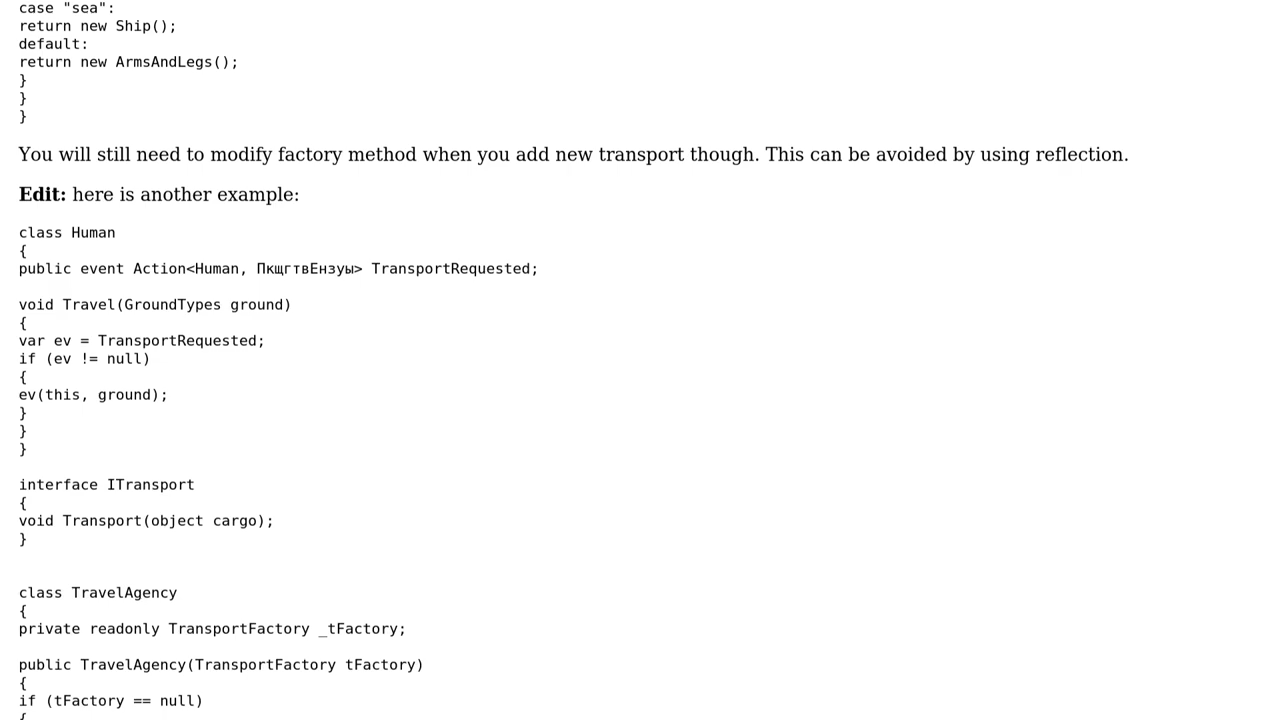 case "sea":
return new Ship();
default:
return new ArmsAndLegs();
}
}
}
You will still need to modify factory method when you add new transport though. This can be avoided by using reflection.
Edit: here is another example:
class Human
{
public event Action<Human, ПкщгтвЕнзуы> TransportRequested;
void Travel(GroundTypes ground)
{
var ev = TransportRequested;
if (ev != null)
{
ev(this, ground);
}
}
}
interface ITransport
{
void Transport(object cargo);
}
class TravelAgency
{
private readonly TransportFactory _tFactory;
public TravelAgency(TransportFactory tFactory)
{
if (tFactory == null)
{